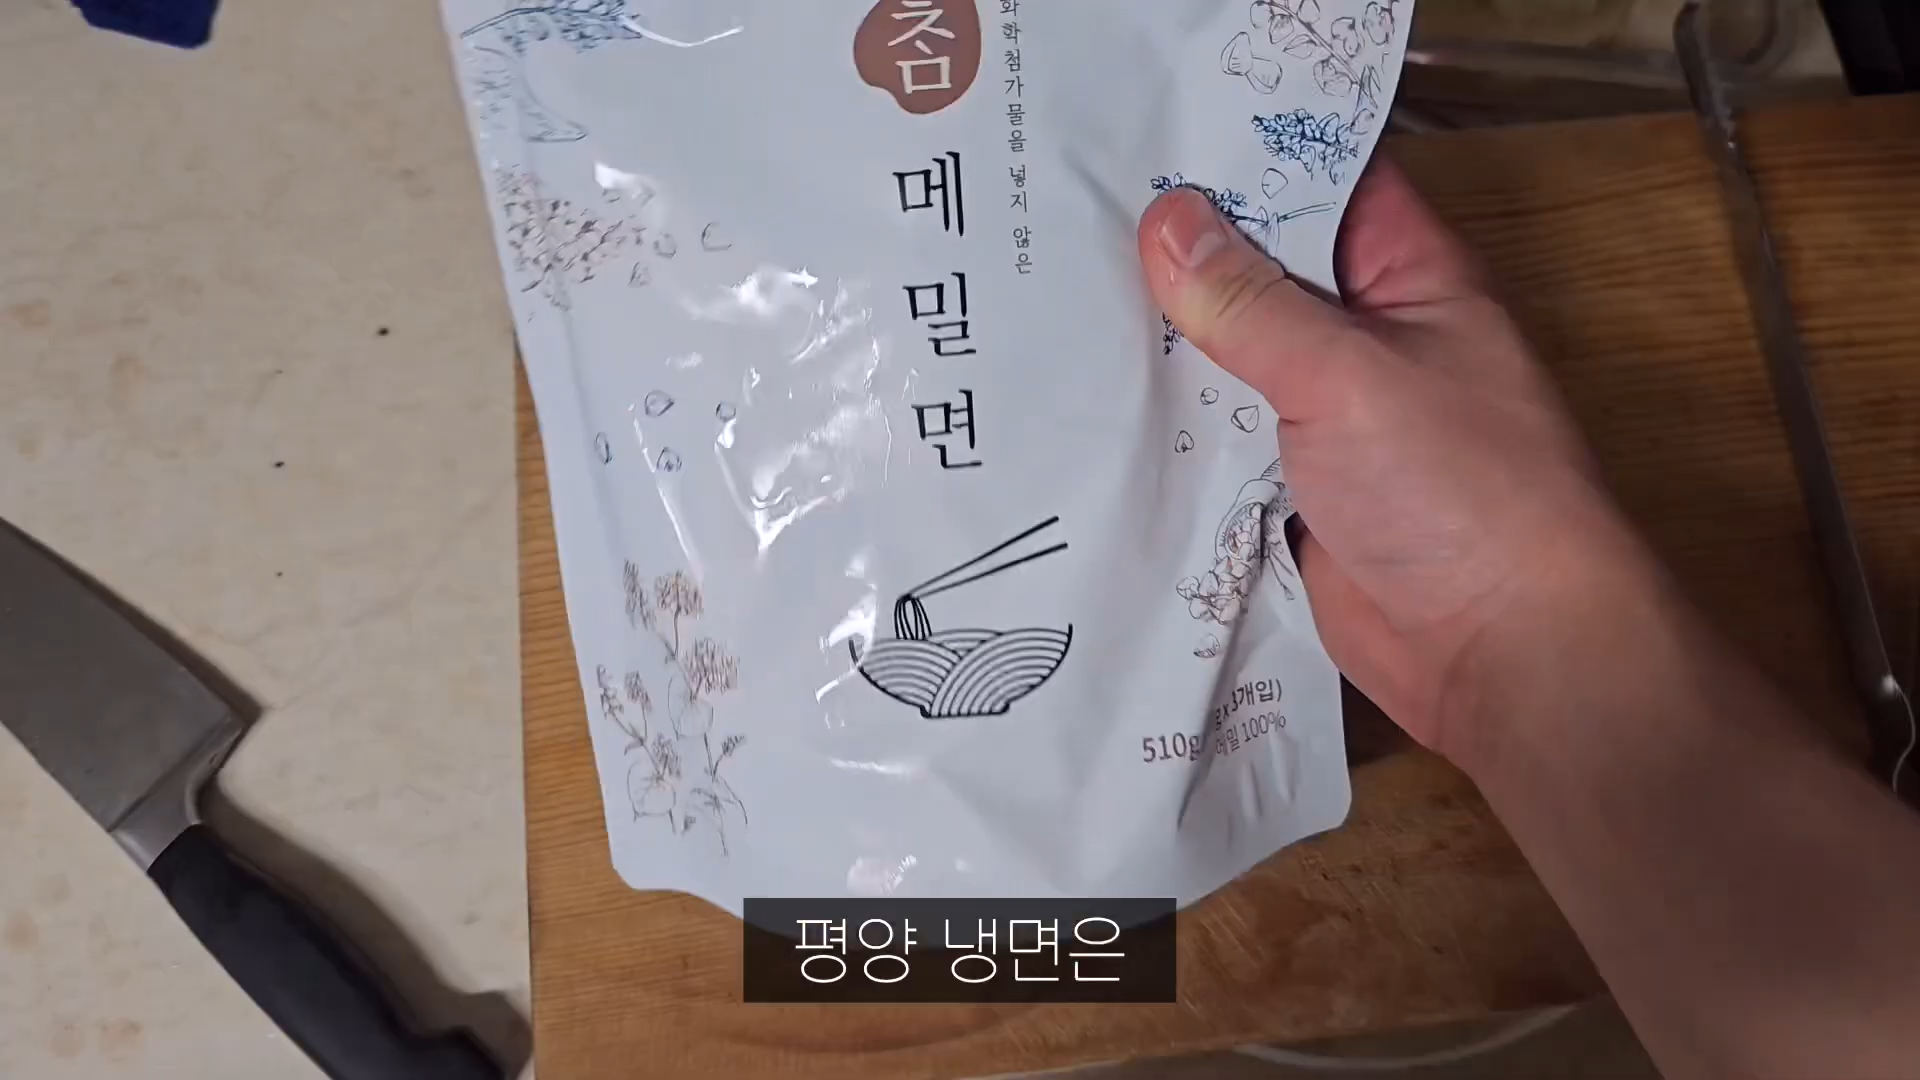 춤
화학첨가물을 넣지 않은
메밀면
510g
x 3개입)
메밀 100%
평양 냉면은